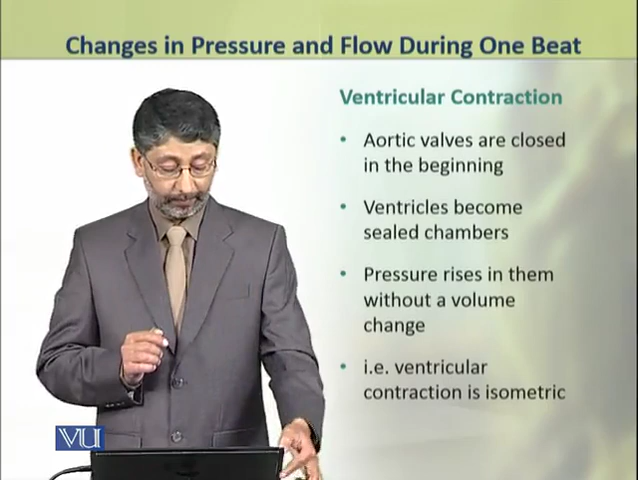 Changes in Pressure and Flow During One Beat
Ventricular Contraction
• Aortic valves are closed
in the beginning
• Ventricles become
sealed chambers
• Pressure rises in them
without a volume
change
• i.e. ventricular
contraction is isometric
VU